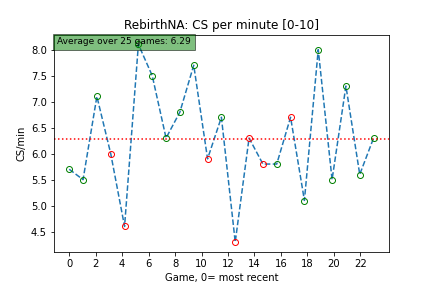 RebirthNA: CS per minute [0-10]
Average over 25 games: 6.29
8.0
7.5
7.0
6.5
6.0
5.5
5.0
4.5
CS/min
0 2 4 6 8 10 12 14 16 18 20 22
Game, 0= most recent